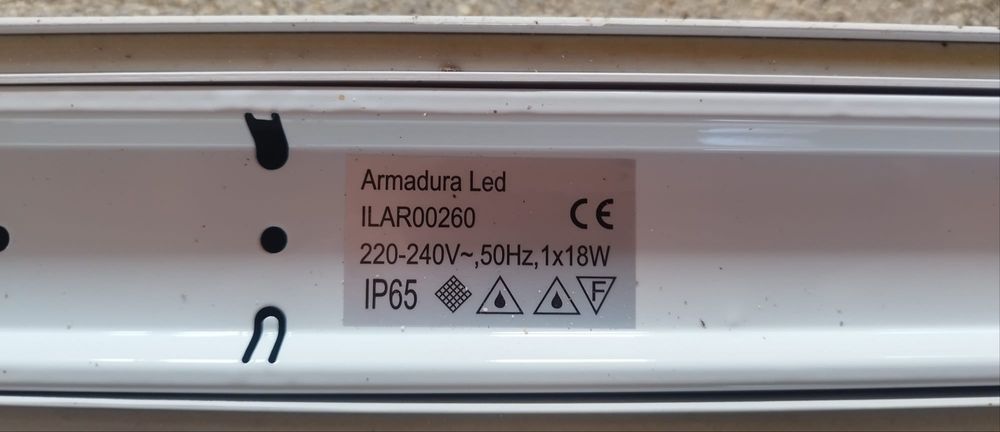 Armadura Led
ILAR00260 CE
220-240V~,50Hz,1x18W
IP65 F